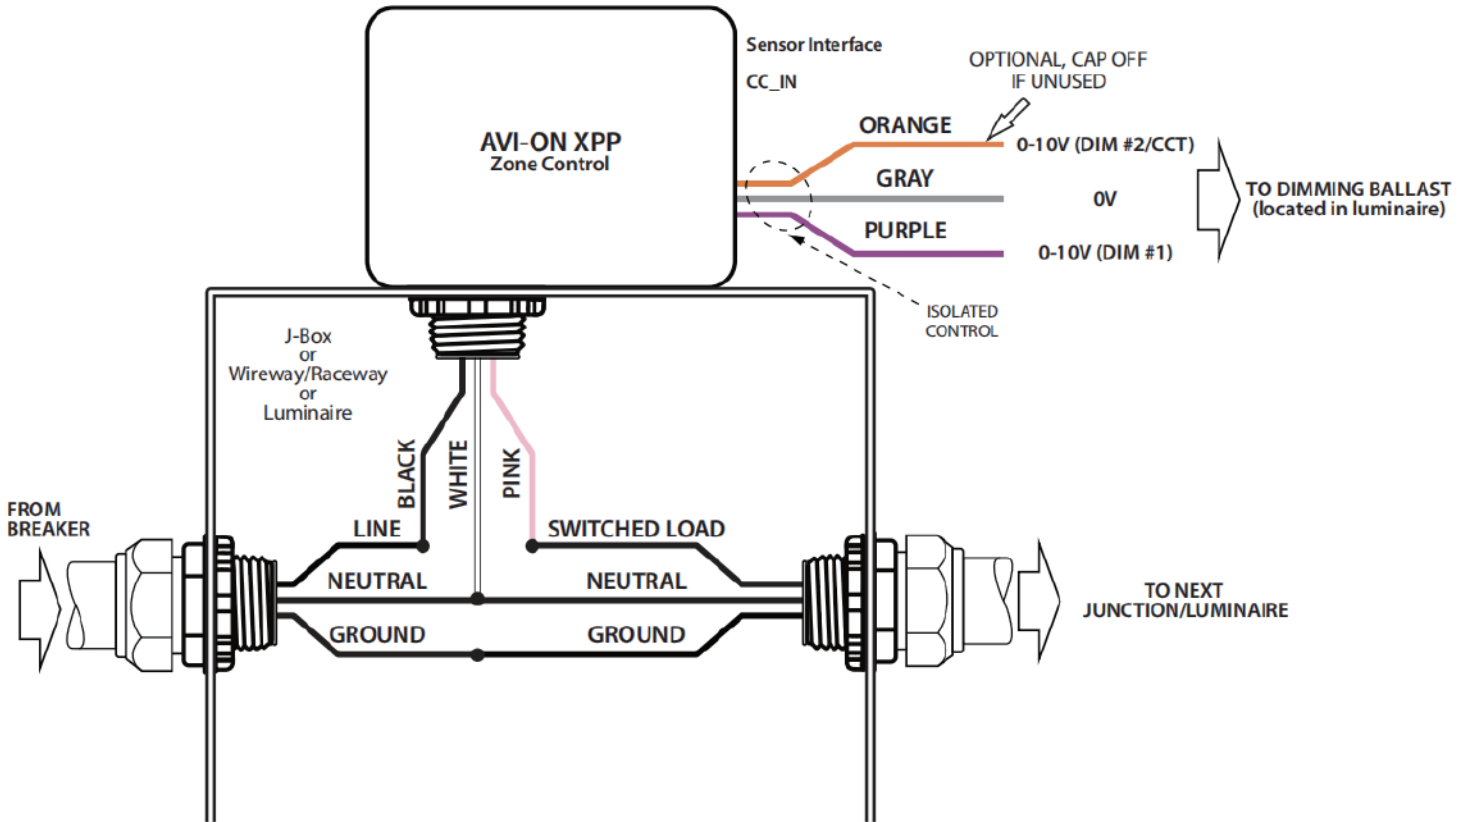 Sensor Interface
CC_IN
AVI-ON XPP
Zone Control
OPTIONAL, CAP OFF
IF UNUSED
ORANGE
0-10V (DIM #2/CCT)
GRAY
0V
PURPLE
0-10V (DIM #1)
TO DIMMING BALLAST
(located in luminaire)
ISOLATED
CONTROL
J-Box
or
Wireway/Raceway
or
Luminaire
BLACK
WHITE
PINK
FROM
BREAKER
LINE
SWITCHED LOAD
NEUTRAL
NEUTRAL
GROUND
GROUND
TO NEXT
JUNCTION/LUMINAIRE